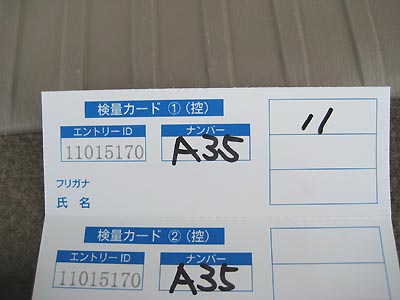 検量カード ①(控)
エントリーID ナンバー
11015170 A35 11
フリガナ
氏 名
検量カード ②(控)
エントリーID ナンバー
11015170 A35